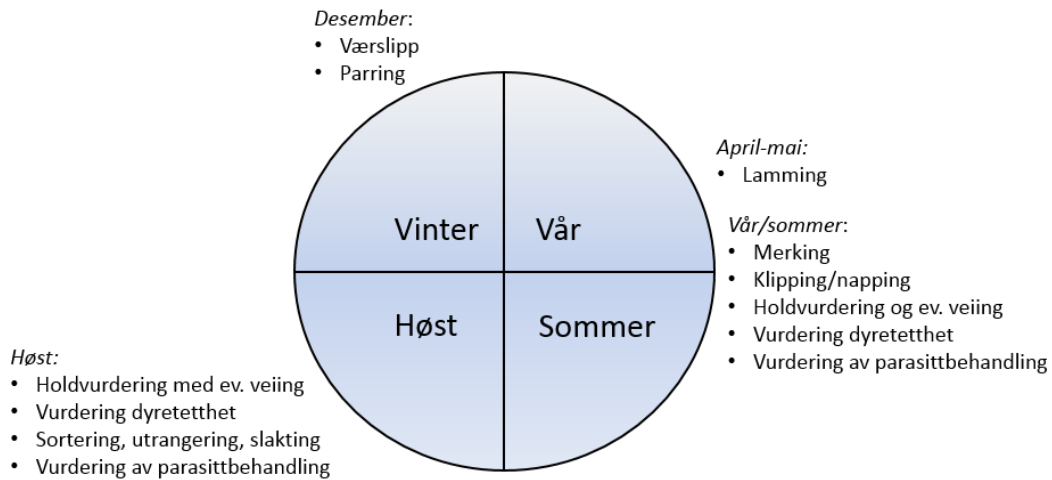 Desember:
• Værslipp
• Parring
April-mai:
• Lamming
Vinter
Vår
Vår/sommer:
• Merking
• Klipping/napping
• Holdvurdering og ev. veiing
• Vurdering dyretetthet
• Vurdering av parasittbehandling
Høst
Sommer
Høst:
• Holdvurdering med ev. veiing
• Vurdering dyretetthet
• Sortering, utrangering, slakting
• Vurdering av parasittbehandling